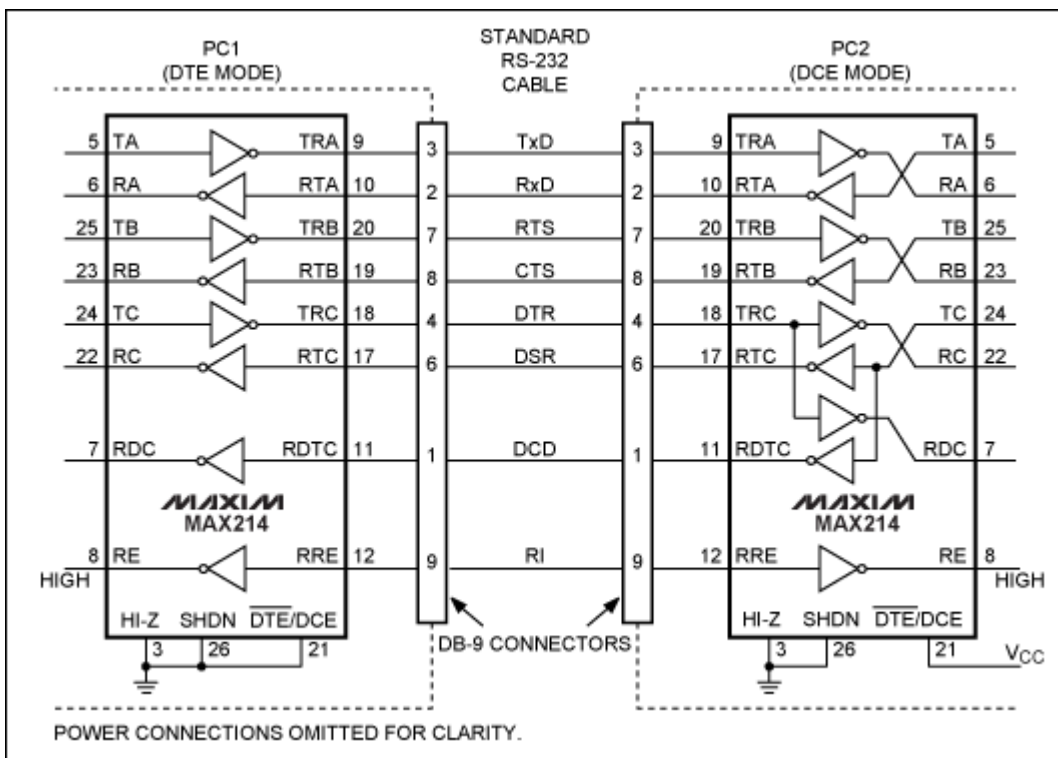 PC1
(DTE MODE)
STANDARD
RS-232
CABLE
PC2
(DCE MODE)
5 TA TRA 9 3 TxD 3 9 TRA TA 5
6 RA RTA 10 2 RxD 2 10 RTA RA 6
25 TB TRB 20 7 RTS 7 20 TRB TB 25
23 RB RTB 19 8 CTS 8 19 RTB RB 23
24 TC TRC 18 4 DTR 4 18 TRC TC 24
22 RC RTC 17 6 DSR 6 17 RTC RC 22
7 RDC RDTC 11 1 DCD 1 11 RDTC RDC 7
MAXIM MAXIM
MAX214 MAX214
8 RE RRE 12 9 RI 9 12 RRE RE 8
HIGH HIGH
HI-Z SHDN DTE/DCE HI-Z SHDN DTE/DCE
3 26 21 DB-9 CONNECTORS 3 26 21 VCC
POWER CONNECTIONS OMITTED FOR CLARITY.